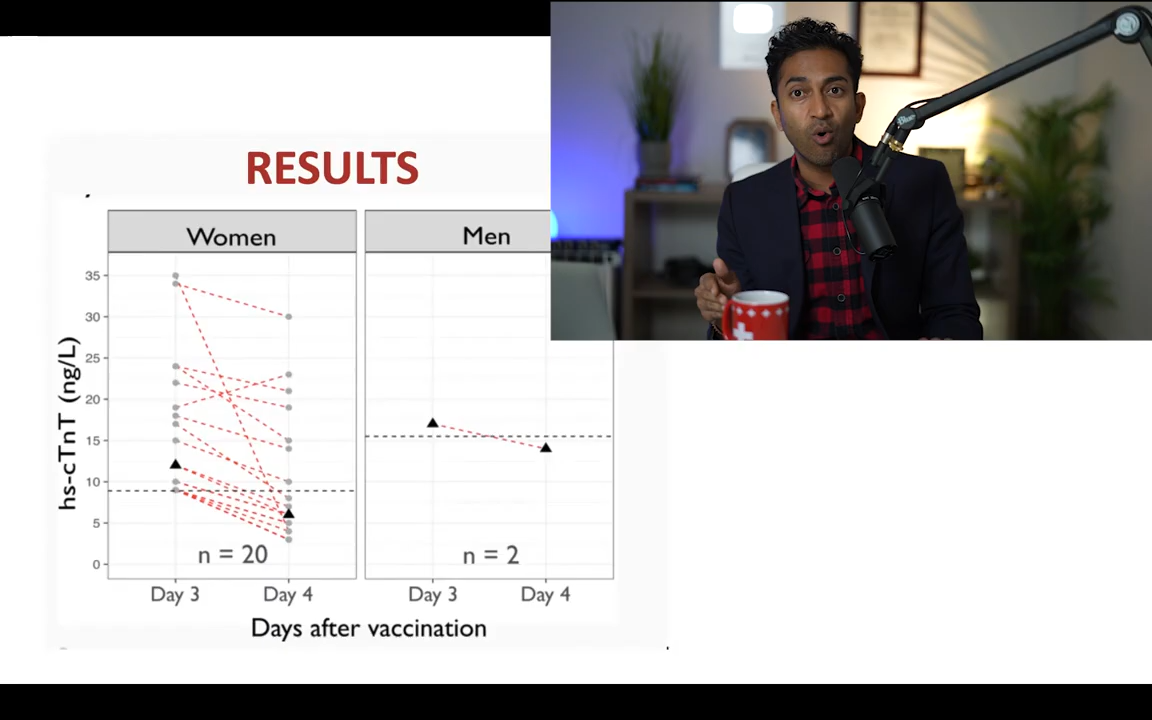 RESULTS
Women
Men
35
30
25
20
15
10
5
0
hs-cTnT (ng/L)
n = 20
n = 2
Day 3
Day 4
Day 3
Day 4
Days after vaccination